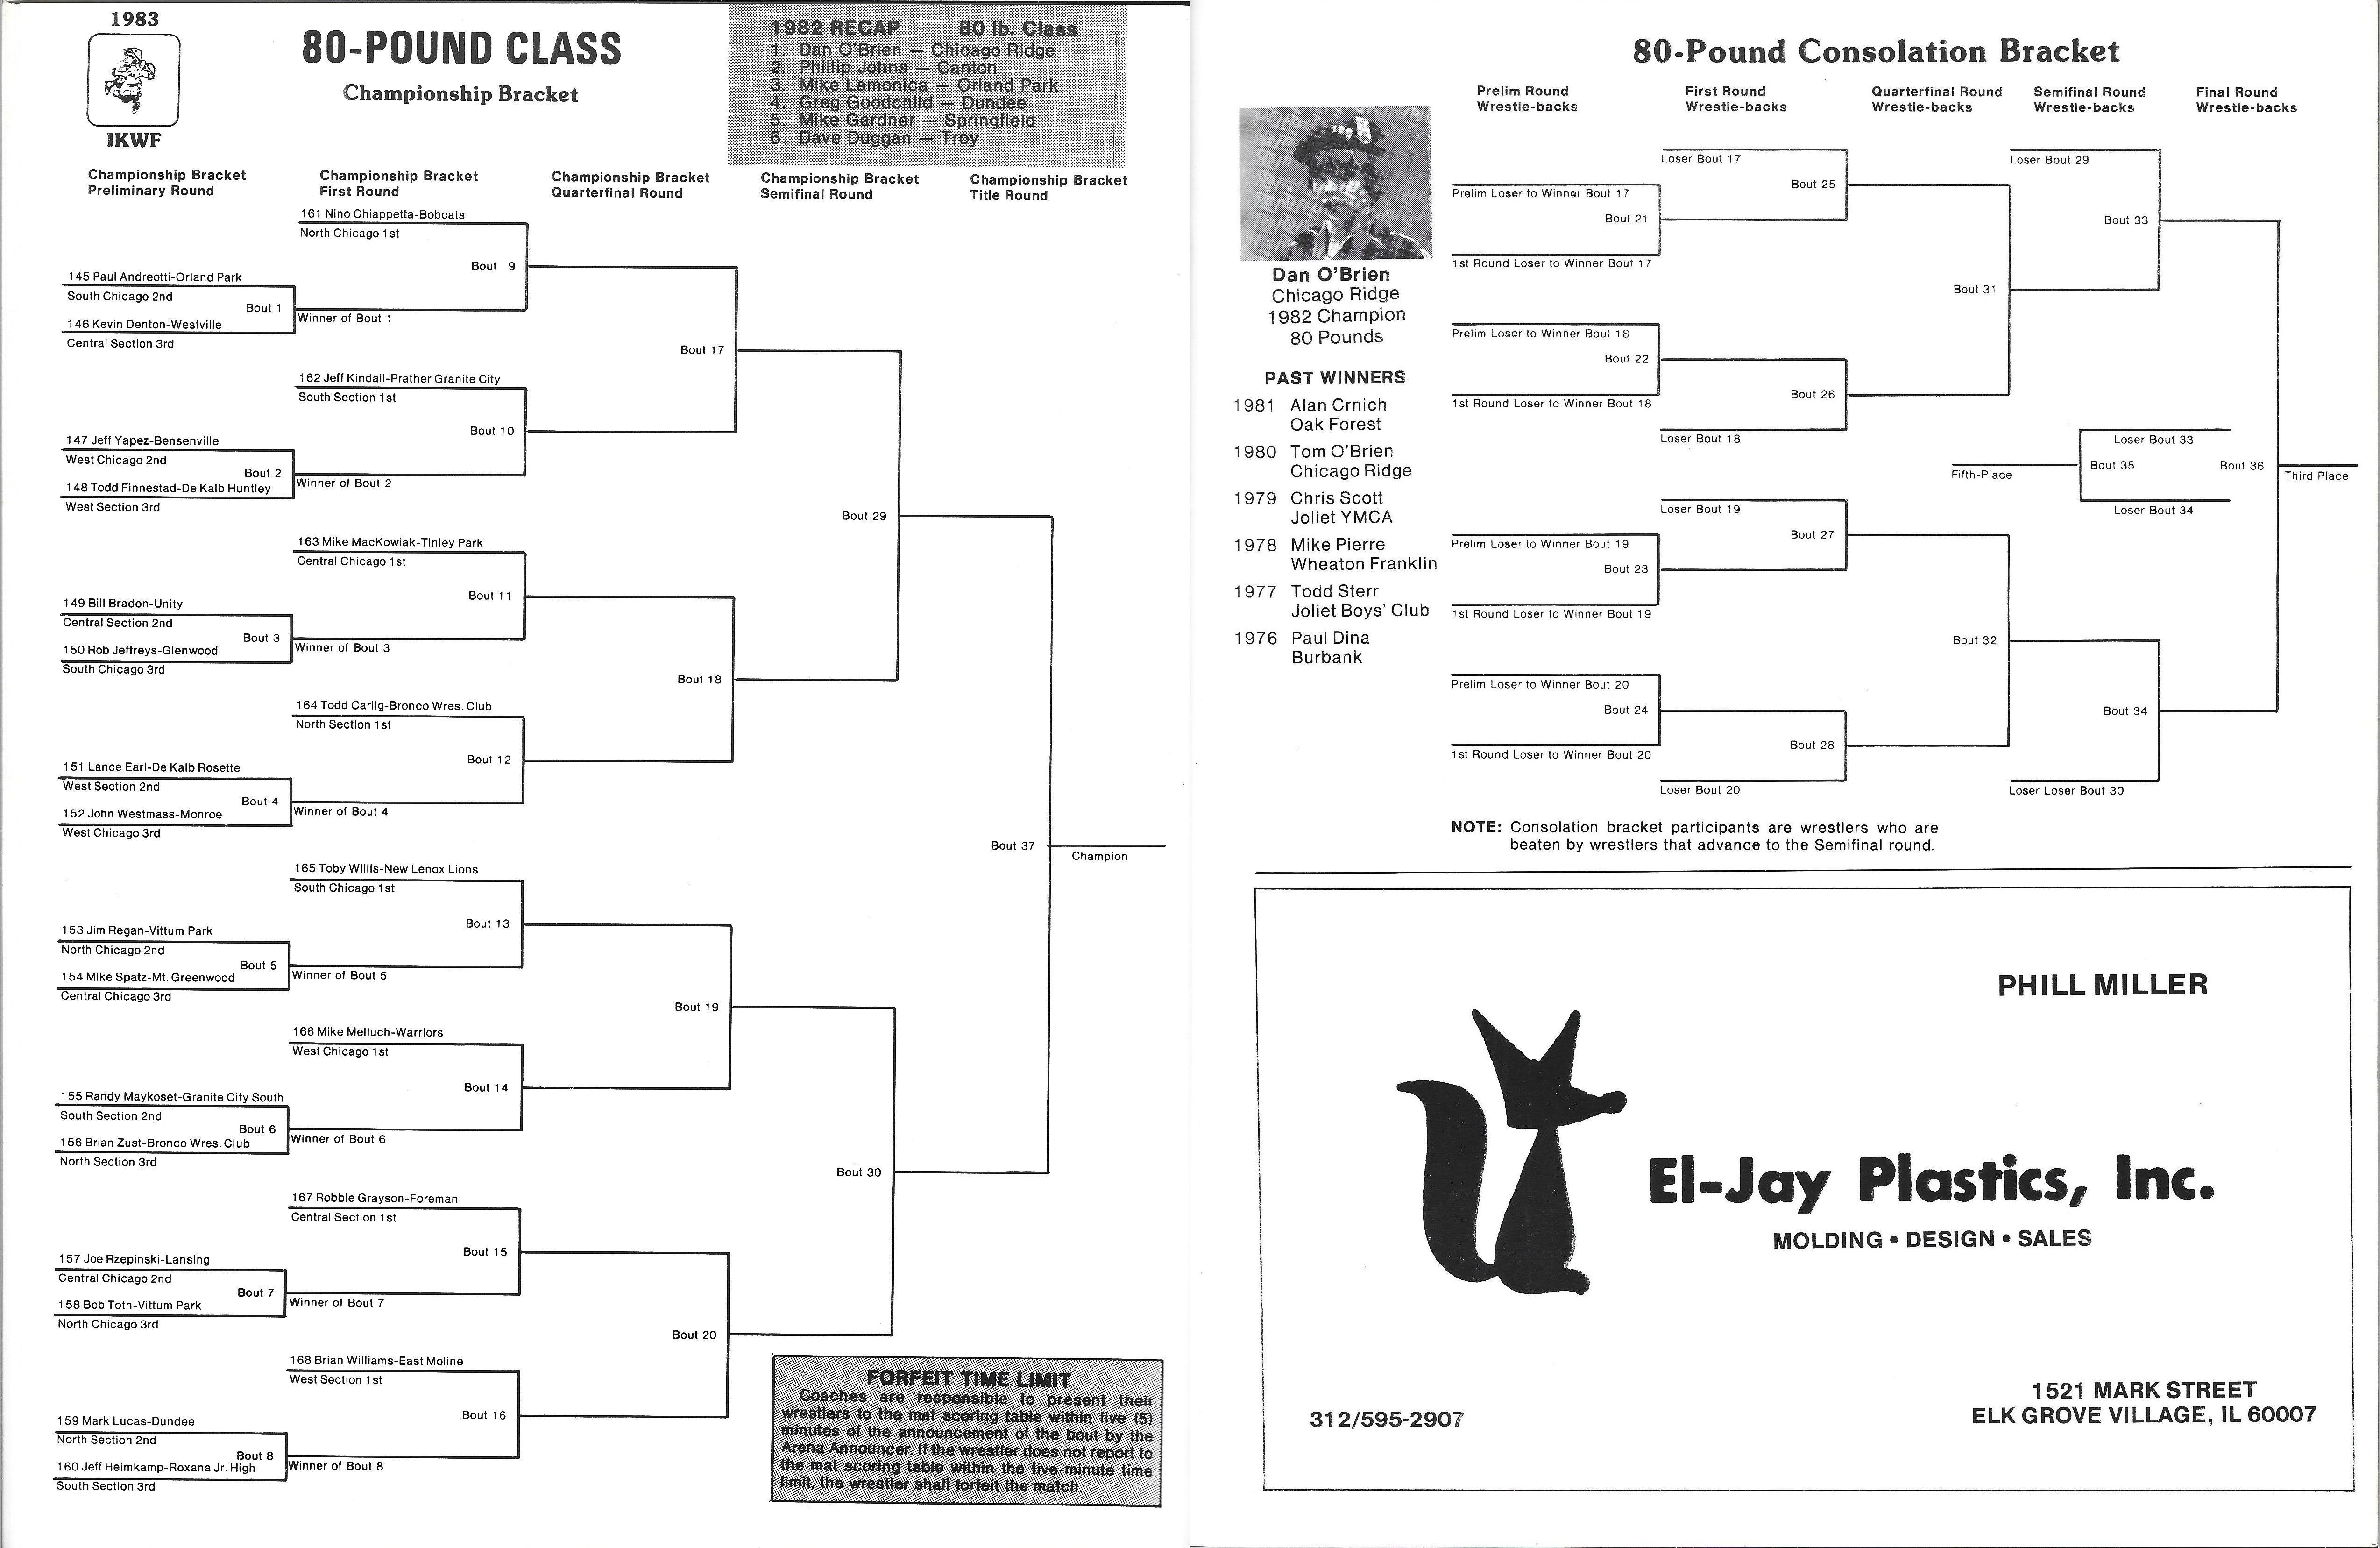 1983
IKWF
80-POUND CLASS
Championship Bracket
1982 RECAP 80 lb. Class
1. Dan O'Brien — Chicago Ridge
2. Phillip Johns — Canton
3. Mike Lamonica — Orland Park
4. Greg Goodchild — Dundee
5. Mike Gardner — Springfield
6. Dave Duggan — Troy
Championship Bracket
Preliminary Round
Championship Bracket
First Round
Championship Bracket
Quarterfinal Round
Championship Bracket
Semifinal Round
Championship Bracket
Title Round
161 Nino Chiappetta-Bobcats
North Chicago 1st
Bout 9
145 Paul Andreotti-Orland Park
South Chicago 2nd
Bout 1
146 Kevin Denton-Westville
Central Section 3rd
Winner of Bout 1
Bout 17
162 Jeff Kindall-Prather Granite City
South Section 1st
Bout 10
147 Jeff Yapez-Bensenville
West Chicago 2nd
Bout 2
148 Todd Finnestad-De Kalb Huntley
West Section 3rd
Winner of Bout 2
Bout 29
163 Mike MacKowiak-Tinley Park
Central Chicago 1st
Bout 11
149 Bill Bradon-Unity
Central Section 2nd
Bout 3
150 Rob Jeffreys-Glenwood
South Chicago 3rd
Winner of Bout 3
Bout 18
164 Todd Carlig-Bronco Wres. Club
North Section 1st
Bout 12
151 Lance Earl-De Kalb Rosette
West Section 2nd
Bout 4
152 John Westmass-Monroe
West Chicago 3rd
Winner of Bout 4
Bout 37
Champion
165 Toby Willis-New Lenox Lions
South Chicago 1st
Bout 13
153 Jim Regan-Vittum Park
North Chicago 2nd
Bout 5
154 Mike Spatz-Mt. Greenwood
Central Chicago 3rd
Winner of Bout 5
Bout 19
166 Mike Melluch-Warriors
West Chicago 1st
Bout 14
155 Randy Maykoset-Granite City South
South Section 2nd
Bout 6
156 Brian Zust-Bronco Wres. Club
North Section 3rd
Winner of Bout 6
Bout 30
167 Robbie Grayson-Foreman
Central Section 1st
Bout 15
157 Joe Rzepinski-Lansing
Central Chicago 2nd
Bout 7
158 Bob Toth-Vittum Park
North Chicago 3rd
Winner of Bout 7
Bout 20
168 Brian Williams-East Moline
West Section 1st
Bout 16
159 Mark Lucas-Dundee
North Section 2nd
Bout 8
160 Jeff Heimkamp-Roxana Jr. High
South Section 3rd
Winner of Bout 8
FORFEIT TIME LIMIT
Coaches are responsible to present their
wrestlers to the mat scoring table within five (5)
minutes of the announcement of the bout by the
Arena Announcer. If the wrestler does not report to
the mat scoring table within the five-minute time
limit, the wrestler shall forfeit the match.
80-Pound Consolation Bracket
Prelim Round
Wrestle-backs
First Round
Wrestle-backs
Quarterfinal Round
Wrestle-backs
Semifinal Round
Wrestle-backs
Final Round
Wrestle-backs
Dan O'Brien
Chicago Ridge
1982 Champion
80 Pounds
PAST WINNERS
1981 Alan Crnich
Oak Forest
1980 Tom O'Brien
Chicago Ridge
1979 Chris Scott
Joliet YMCA
1978 Mike Pierre
Wheaton Franklin
1977 Todd Sterr
Joliet Boys' Club
1976 Paul Dina
Burbank
Loser Bout 17
Bout 25
Prelim Loser to Winner Bout 17
Bout 21
1st Round Loser to Winner Bout 17
Loser Bout 29
Bout 33
Bout 31
Prelim Loser to Winner Bout 18
Bout 22
1st Round Loser to Winner Bout 18
Bout 26
Loser Bout 18
Loser Bout 33
Fifth-Place
Bout 35
Bout 36
Third Place
Loser Bout 34
Loser Bout 19
Bout 27
Prelim Loser to Winner Bout 19
Bout 23
1st Round Loser to Winner Bout 19
Bout 32
Prelim Loser to Winner Bout 20
Bout 24
1st Round Loser to Winner Bout 20
Bout 34
Bout 28
Loser Bout 20
Loser Loser Bout 30
NOTE: Consolation bracket participants are wrestlers who are
beaten by wrestlers that advance to the Semifinal round.
PHILL MILLER
El-Jay Plastics, Inc.
MOLDING • DESIGN • SALES
312/595-2907
1521 MARK STREET
ELK GROVE VILLAGE, IL 60007